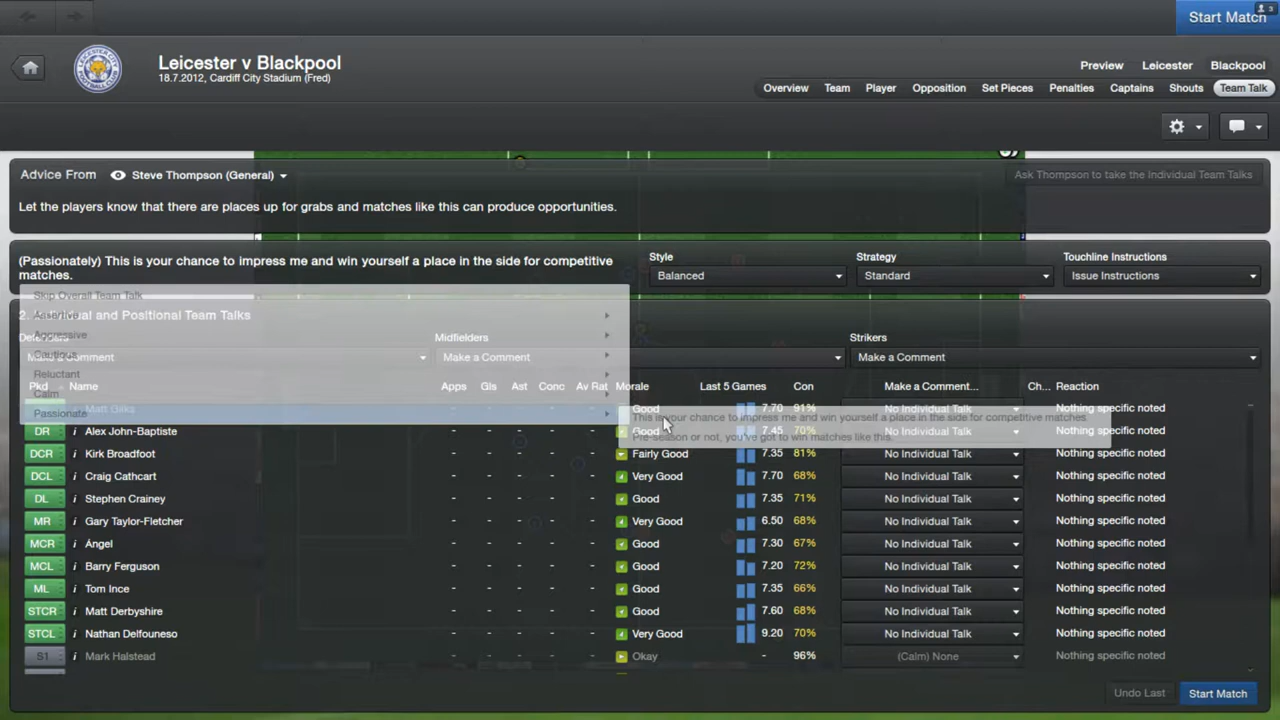 Start Match
3
Leicester v Blackpool
18.7.2012, Cardiff City Stadium (Fred)
Preview Leicester Blackpool
Overview Team Player Opposition Set Pieces Penalties Captains Shouts Team Talk
Advice From Steve Thompson (General) Ask Thompson to take the Individual Team Talks
Let the players know that there are places up for grabs and matches like this can produce opportunities.
(Passionately) This is your chance to impress me and win yourself a place in the side for competitive
matches.
Style Strategy Touchline Instructions
Balanced Standard Issue Instructions
Skip Overall Team Talk
2. Individual and Positional Team Talks
Assertive
Aggressive
Cautious
Reluctant
Calm
Passionate
This is your chance to impress me and win yourself a place in the side for competitive matches.
Pre-season or not, you've got to win matches like this.
Defenders Midfielders Strikers
Make a Comment Make a Comment Make a Comment
Pkd Name Apps Gls Ast Conc Av Rat Morale Last 5 Games Con Make a Comment... Ch... Reaction
Matt Gilks Good 7.70 91% No Individual Talk Nothing specific noted
DR i Alex John-Baptiste - - - - - Good 7.45 70% No Individual Talk Nothing specific noted
DCR i Kirk Broadfoot - - - - - Fairly Good 7.35 81% No Individual Talk Nothing specific noted
DCL i Craig Cathcart - - - - - Very Good 7.70 68% No Individual Talk Nothing specific noted
DL i Stephen Crainey - - - - - Good 7.35 71% No Individual Talk Nothing specific noted
MR i Gary Taylor-Fletcher - - - - - Very Good 6.50 68% No Individual Talk Nothing specific noted
MCR i Ángel - - - - - Good 7.30 67% No Individual Talk Nothing specific noted
MCL i Barry Ferguson - - - - - Good 7.20 72% No Individual Talk Nothing specific noted
ML i Tom Ince - - - - - Good 7.35 66% No Individual Talk Nothing specific noted
STCR i Matt Derbyshire - - - - - Good 7.60 68% No Individual Talk Nothing specific noted
STCL i Nathan Delfouneso - - - - - Very Good 9.20 70% No Individual Talk Nothing specific noted
S1 i Mark Halstead - - - - - Okay - 96% (Calm) None Nothing specific noted
Undo Last Start Match